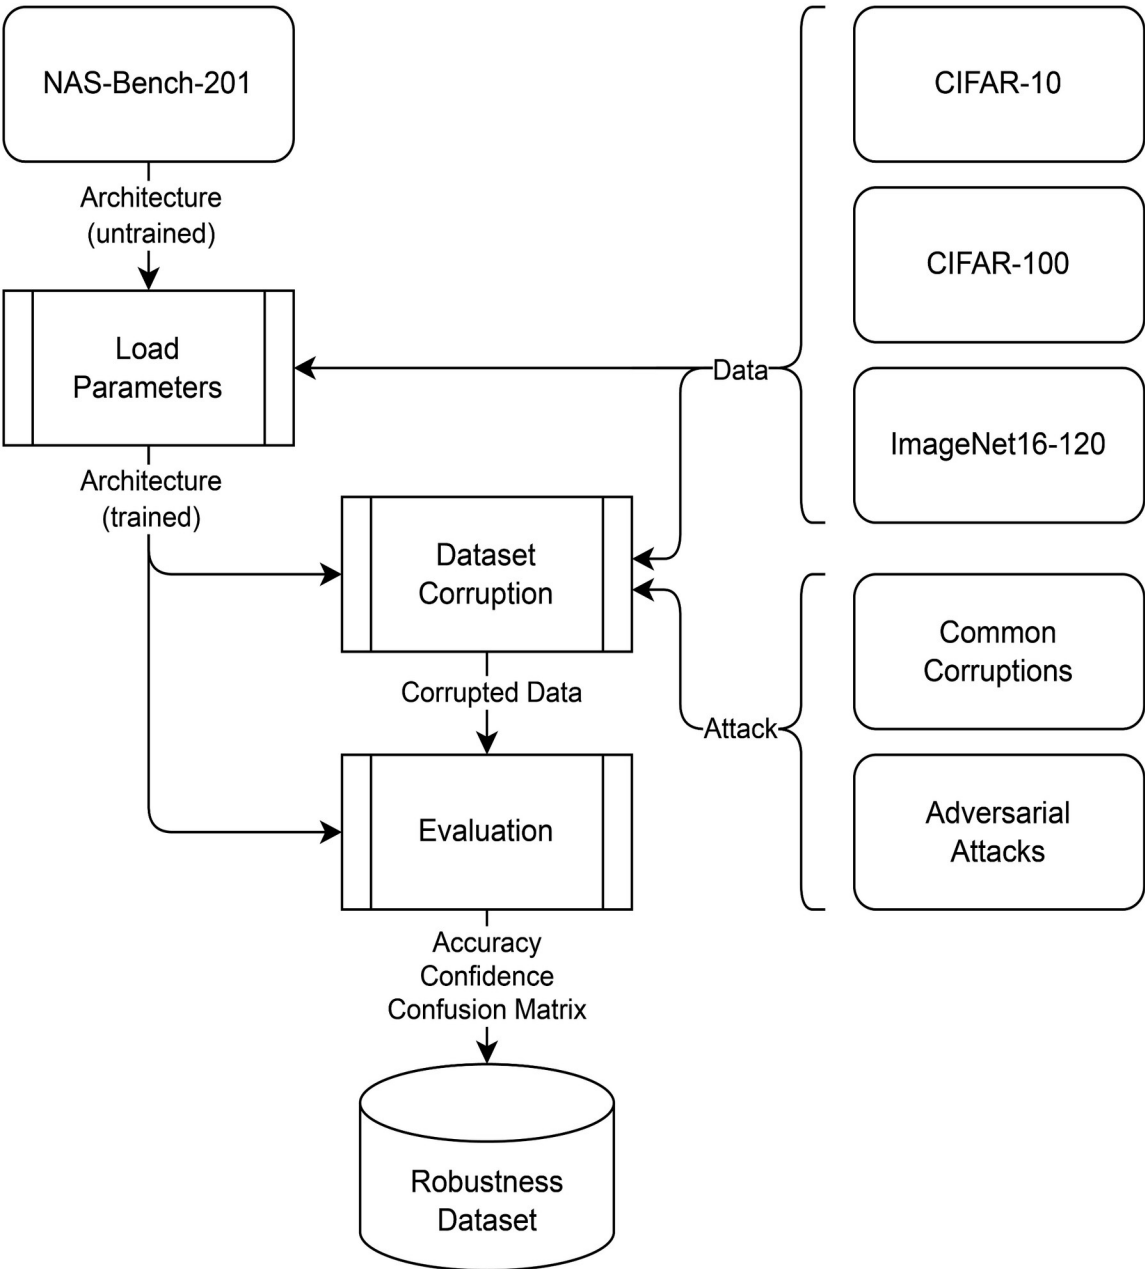 NAS-Bench-201
Architecture
(untrained)
Load
Parameters
Architecture
(trained)
Dataset
Corruption
Corrupted Data
Evaluation
Accuracy
Confidence
Confusion Matrix
Robustness
Dataset
Data
CIFAR-10
CIFAR-100
ImageNet16-120
Attack
Common
Corruptions
Adversarial
Attacks